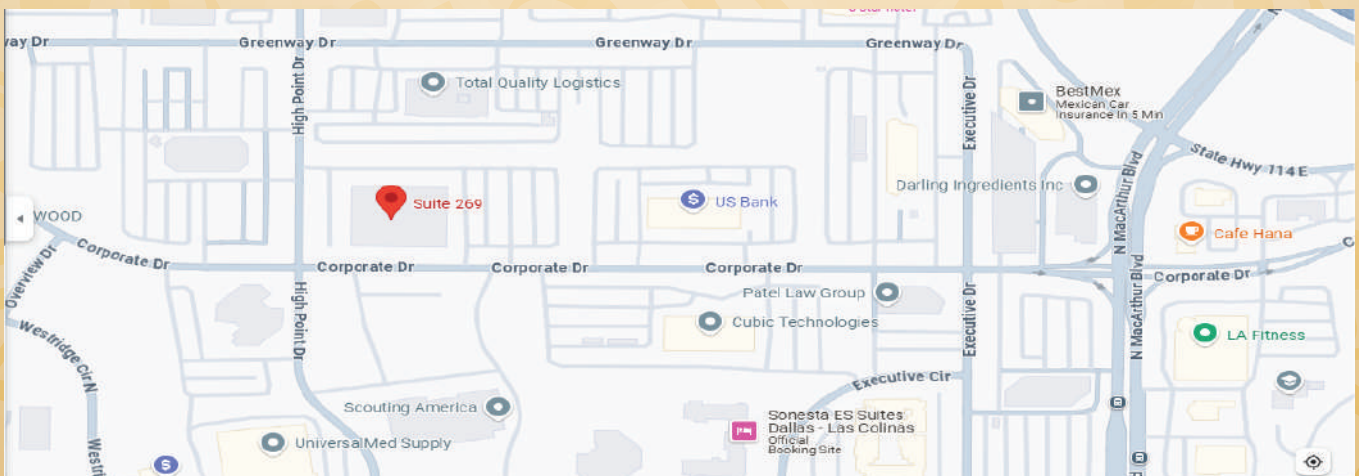 Greenway Dr
Greenway Dr
Greenway Dr
High Point Dr
Total Quality Logistics
Executive Dr
BestMex
Mexican Car
Insurance In 5 Min
State Hwy 114 E
N MacArthur Blvd
Darling Ingredients Inc
Suite 269
$ US Bank
WOOD
Cafe Hana
Overview Dr
Corporate Dr
Corporate Dr
Corporate Dr
Corporate Dr
Corporate Dr
N MacArthur Blvd
High Point Dr
Patel Law Group
Executive Dr
Cubic Technologies
LA Fitness
Westridge Cir N
Executive Cir
Scouting America
Sonesta ES Suites
Dallas - Las Colinas
Official
Booking Site
UniversalMed Supply
$